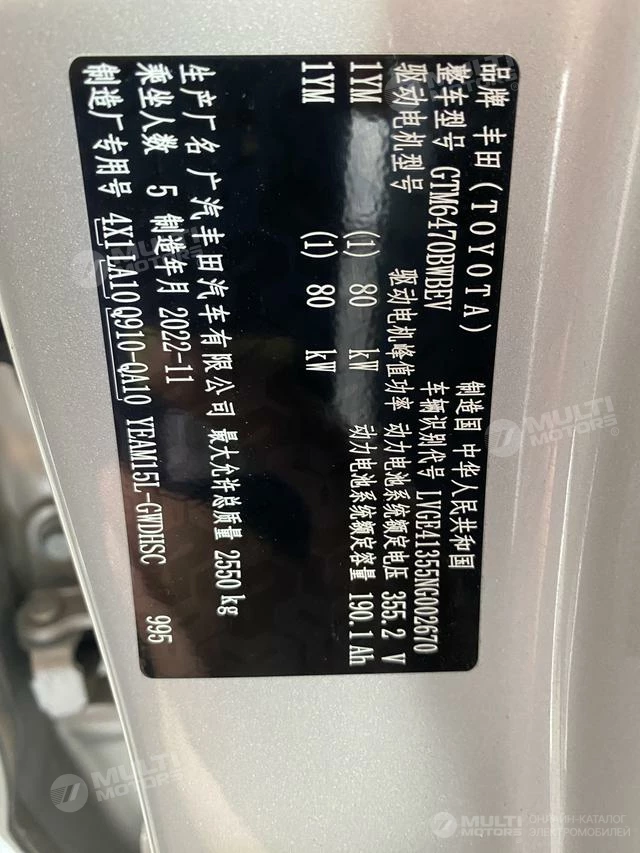 品牌 丰田(TOYOTA) 制造国 中华人民共和国
整车型号 GTM6470BWBEV 车辆识别代号 LVGE41355NG002670
驱动电机型号 驱动电机峰值功率 动力电池系统额定电压 355.2 V
1YM (1) 80 kW 动力电池系统额定容量 190.1 Ah
1YM (1) 80 kW
生产厂名 广汽丰田汽车有限公司 最大允许总质量 2550 kg
乘坐人数 5 制造年月 2022-11
制造厂专用号 4X1LA10Q910-QA10 YEAM15L-GWDHSC 995
MULTI MOTORS
MULTI MOTORS
MULTI MOTORS
MULTI MOTORS
MULTI MOTORS ОНЛАЙН-КАТАЛОГ
ЭЛЕКТРОМОБИЛЕЙ